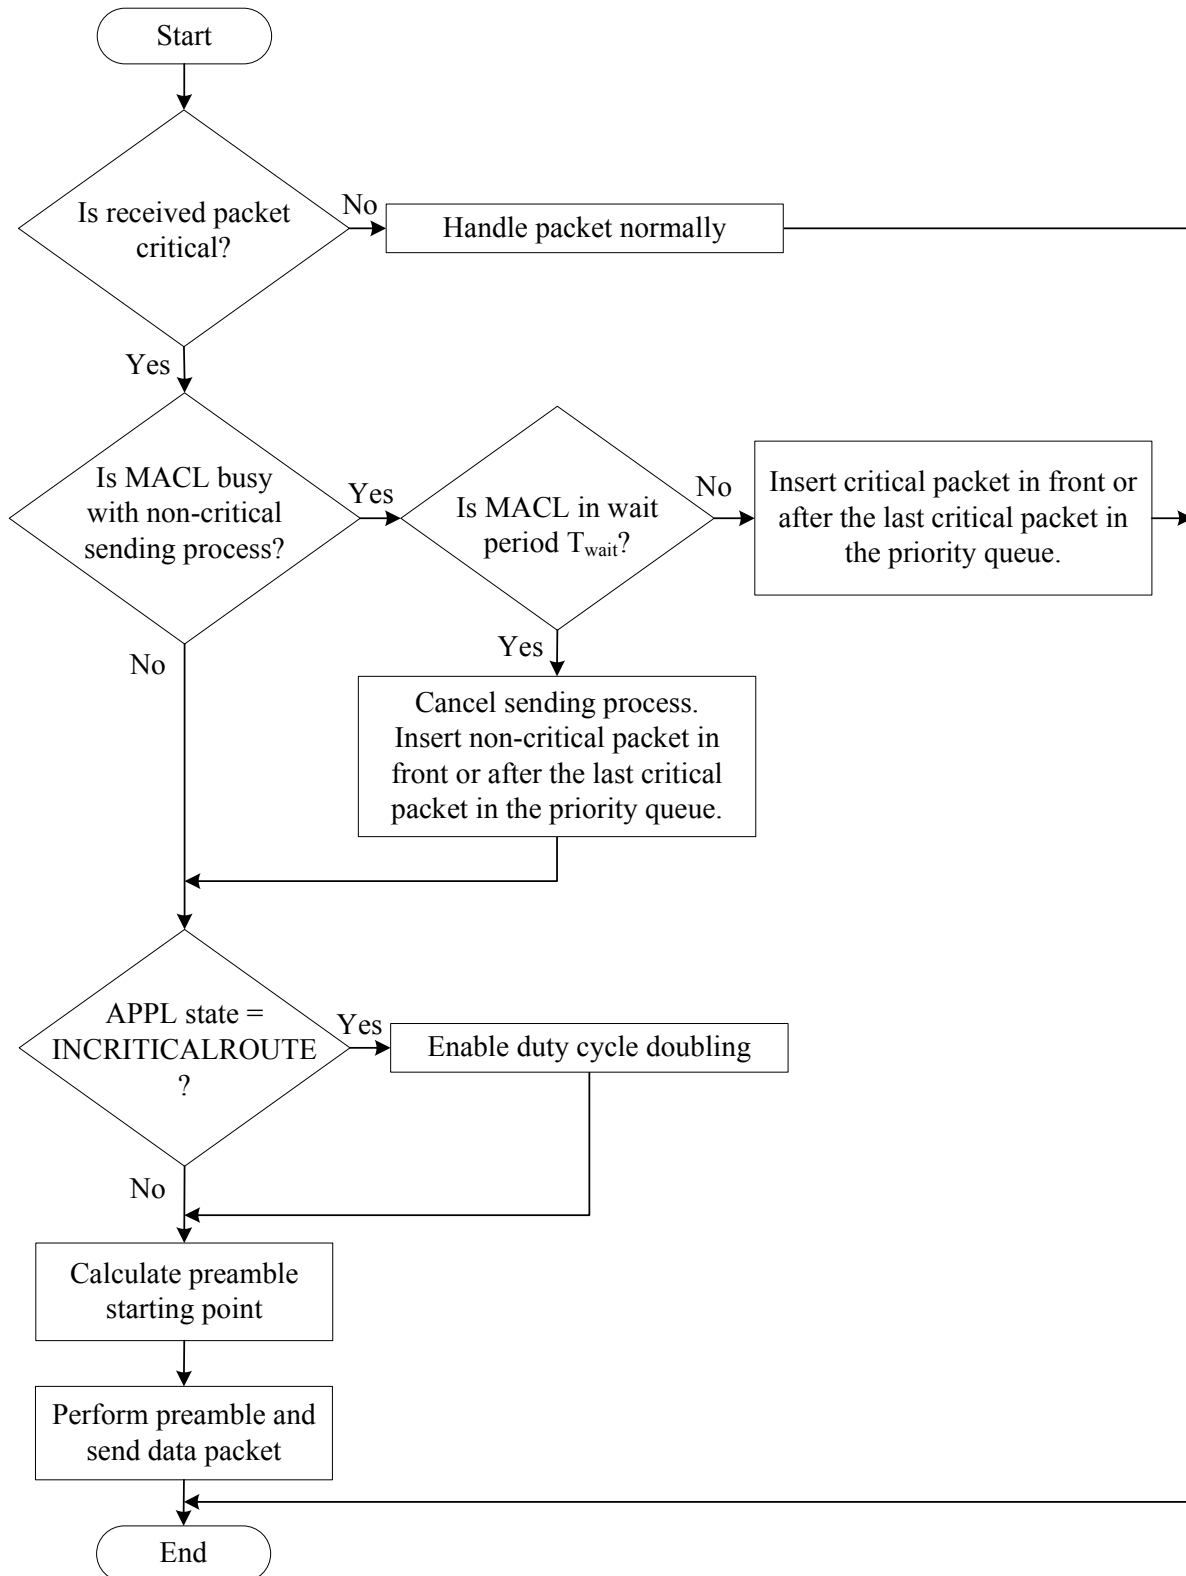 Start
Is received packet
critical?
No
Handle packet normally
Yes
Is MACL busy
with non-critical
sending process?
Yes
Is MACL in wait
period Twait?
No
Insert critical packet in front or
after the last critical packet in
the priority queue.
No
Yes
Cancel sending process.
Insert non-critical packet in
front or after the last critical
packet in the priority queue.
APPL state =
INCRITICALROUTE
?
Yes
Enable duty cycle doubling
No
Calculate preamble
starting point
Perform preamble and
send data packet
End